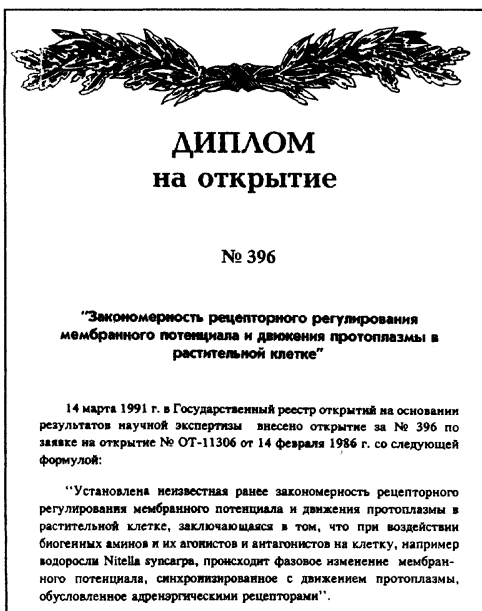 ДИПЛОМ
на открытие
№ 396
"Закономерность рецепторного регулирования
мембранного потенциала и движения протоплазмы в
растительной клетке"
14 марта 1991 г. в Государственный реестр открытий на основании
результатов научной экспертизы внесено открытие за № 396 по
заявке на открытие № ОТ-11306 от 14 февраля 1986 г. со следующей
формулой:
"Установлена неизвестная ранее закономерность рецепторного
регулирования мембранного потенциала и движения протоплазмы в
растительной клетке, заключающаяся в том, что при воздействии
биогенных аминов и их агонистов и антагонистов на клетку, например
водоросли Nitella syncarpa, происходит фазовое изменение мембран-
ного потенциала, синхронизированное с движением протоплазмы,
обусловленное адренэргическими рецепторами".